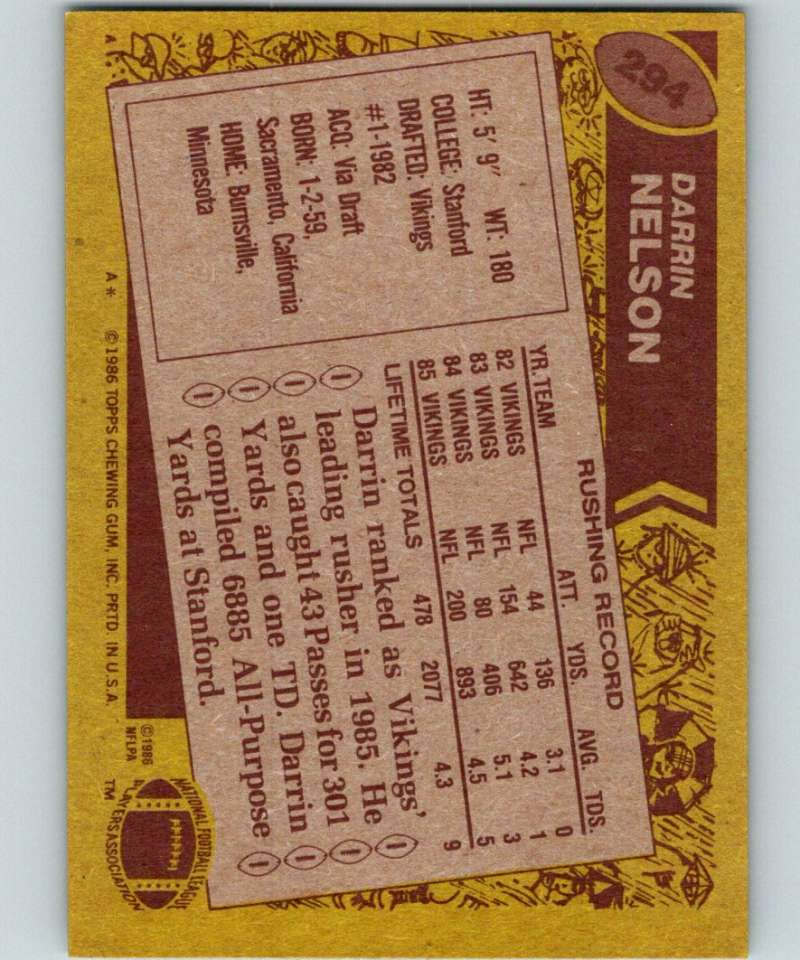 294
DARRIN
NELSON
HT: 5' 9" WT: 180
COLLEGE: Stanford
DRAFTED: Vikings
#1-1982
ACQ: Via Draft
BORN: 1-2-59,
Sacramento, California
HOME: Burnsville,
Minnesota
RUSHING RECORD
YR. TEAM ATT. YDS. AVG. TDS.
82 VIKINGS NFL 44 136 3.1 0
83 VIKINGS NFL 154 642 4.2 1
84 VIKINGS NFL 80 406 5.1 3
85 VIKINGS NFL 200 893 4.5 5
LIFETIME TOTALS 478 2077 4.3 9
Darrin ranked as Vikings'
leading rusher in 1985. He
also caught 43 Passes for 301
Yards and one TD. Darrin
compiled 6885 All-Purpose
Yards at Stanford.
A
A* ©1986 TOPPS CHEWING GUM, INC. PRTD. IN U.S.A.
©1986
NFLPA
NATIONAL FOOTBALL LEAGUE
PLAYERS ASSOCIATION
TM